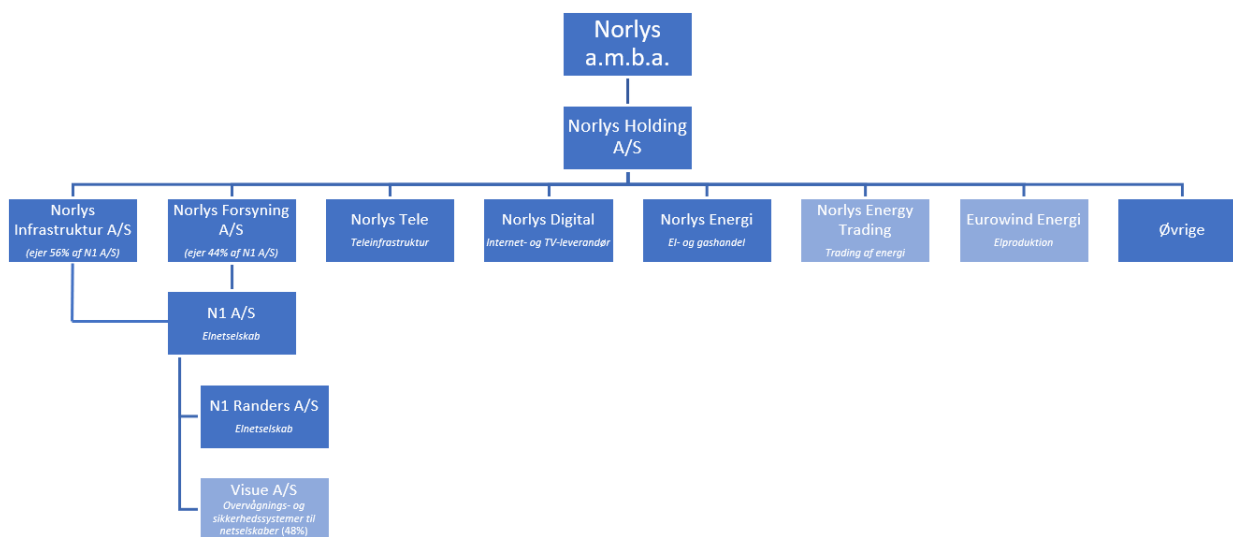 Norlys
a.m.b.a.
Norlys Holding
A/S
Norlys
Infrastruktur A/S
(ejer 56% af N1 A/S)
Norlys Forsyning
A/S
(ejer 44% af N1 A/S)
Norlys Tele
Teleinfrastruktur
Norlys Digital
Internet- og TV-leverandør
Norlys Energi
El- og gashandel
Norlys Energy
Trading
Trading af energi
Eurowind Energi
Elproduktion
Øvrige
N1 A/S
Elnetselskab
N1 Randers A/S
Elnetselskab
Visue A/S
Overvågnings- og
sikkerhedssystemer til
netselskaber (48%)